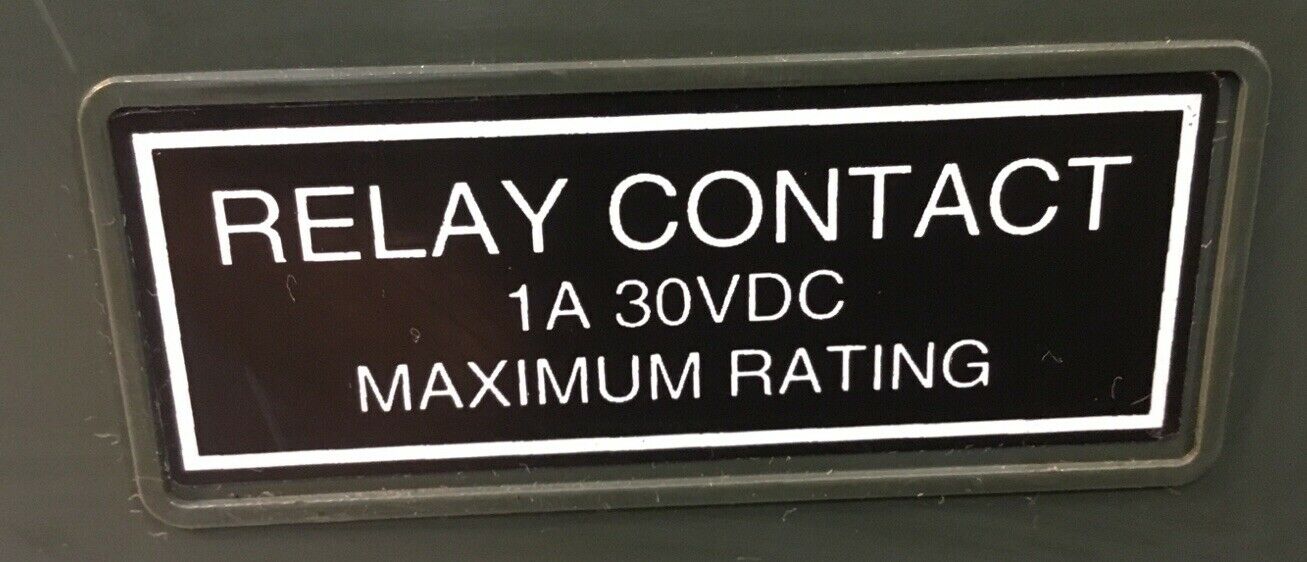 RELAY CONTACT
1A 30VDC
MAXIMUM RATING